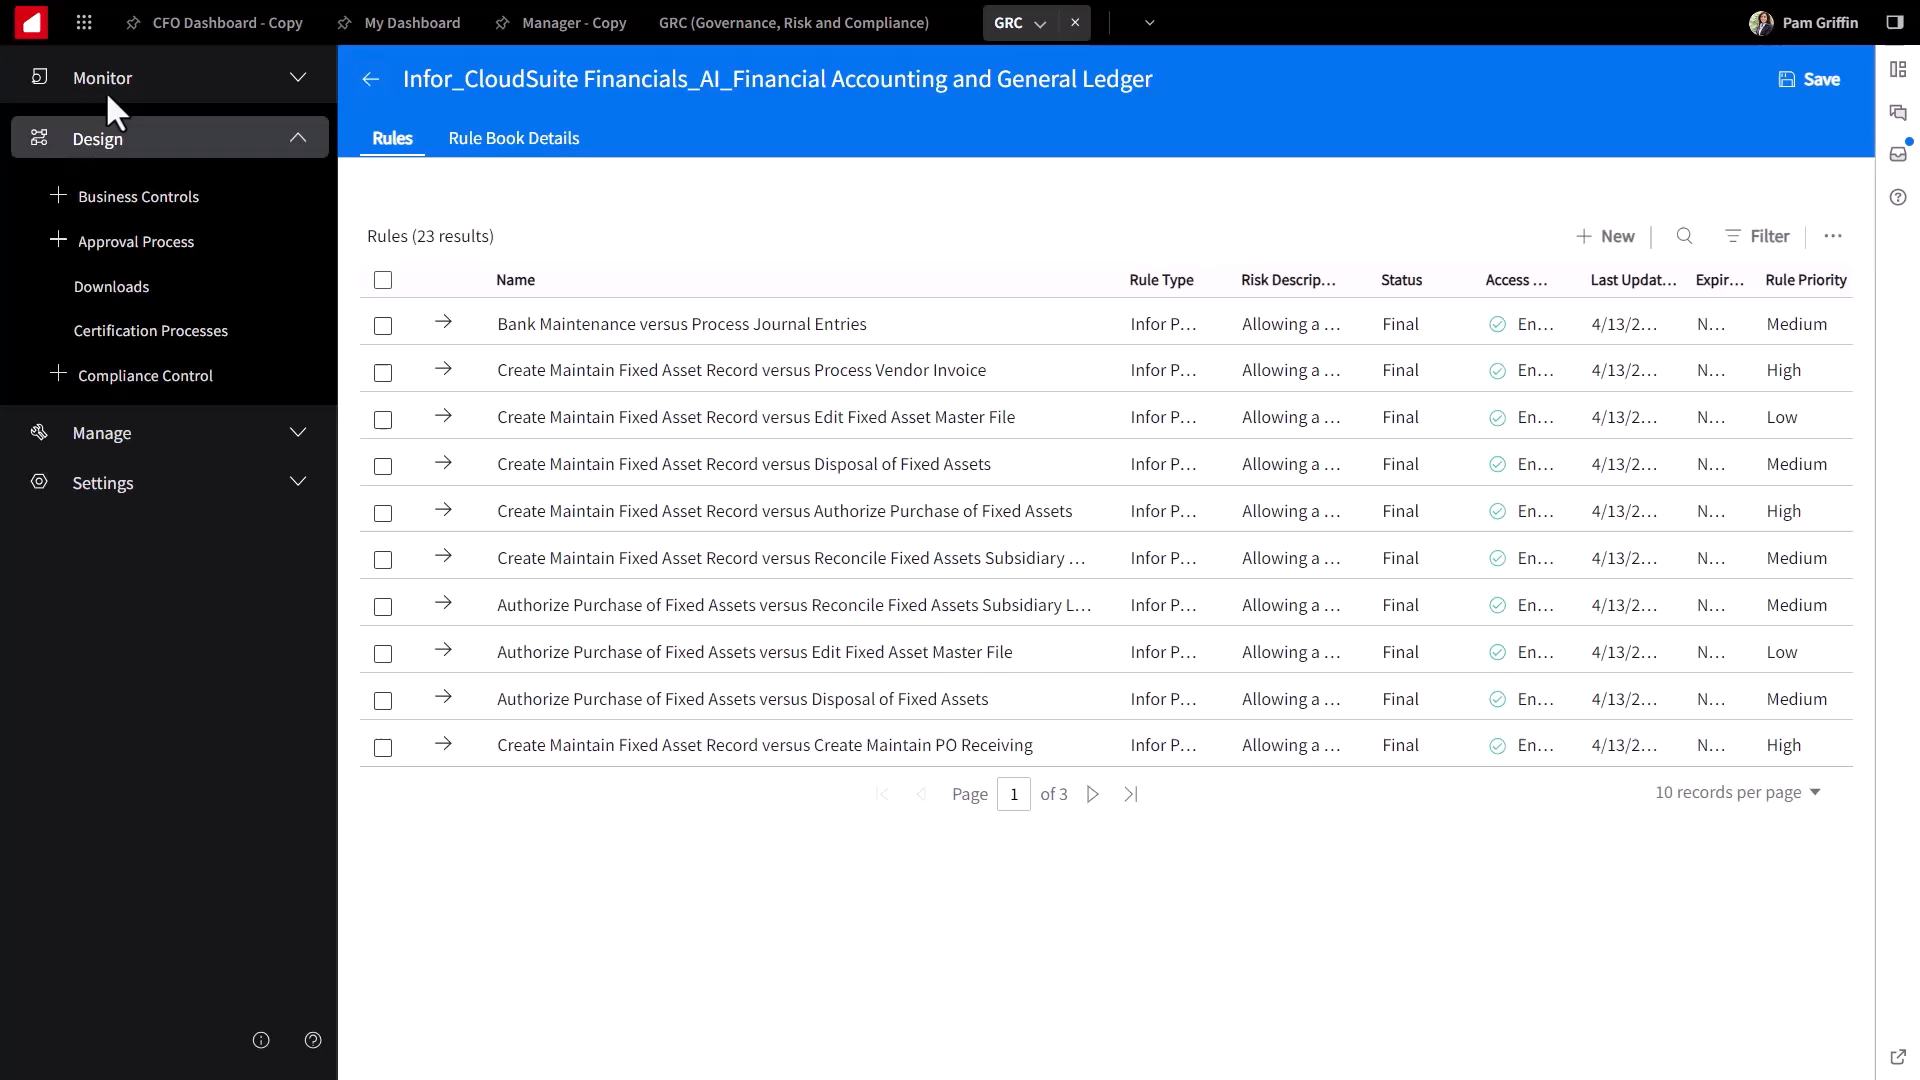 CFO Dashboard - Copy
My Dashboard
Manager - Copy
GRC (Governance, Risk and Compliance)
GRC
Pam Griffin
Monitor
Design
Business Controls
Approval Process
Downloads
Certification Processes
Compliance Control
Manage
Settings
Infor_CloudSuite Financials_AI_Financial Accounting and General Ledger
Save
Rules
Rule Book Details
Rules (23 results)
New
Filter
Name Rule Type Risk Descrip... Status Access ... Last Updat... Expir... Rule Priority
Bank Maintenance versus Process Journal Entries Infor P... Allowing a ... Final En... 4/13/2... N... Medium
Create Maintain Fixed Asset Record versus Process Vendor Invoice Infor P... Allowing a ... Final En... 4/13/2... N... High
Create Maintain Fixed Asset Record versus Edit Fixed Asset Master File Infor P... Allowing a ... Final En... 4/13/2... N... Low
Create Maintain Fixed Asset Record versus Disposal of Fixed Assets Infor P... Allowing a ... Final En... 4/13/2... N... Medium
Create Maintain Fixed Asset Record versus Authorize Purchase of Fixed Assets Infor P... Allowing a ... Final En... 4/13/2... N... High
Create Maintain Fixed Asset Record versus Reconcile Fixed Assets Subsidiary ... Infor P... Allowing a ... Final En... 4/13/2... N... Medium
Authorize Purchase of Fixed Assets versus Reconcile Fixed Assets Subsidiary L... Infor P... Allowing a ... Final En... 4/13/2... N... Medium
Authorize Purchase of Fixed Assets versus Edit Fixed Asset Master File Infor P... Allowing a ... Final En... 4/13/2... N... Low
Authorize Purchase of Fixed Assets versus Disposal of Fixed Assets Infor P... Allowing a ... Final En... 4/13/2... N... Medium
Create Maintain Fixed Asset Record versus Create Maintain PO Receiving Infor P... Allowing a ... Final En... 4/13/2... N... High
Page 1 of 3
10 records per page